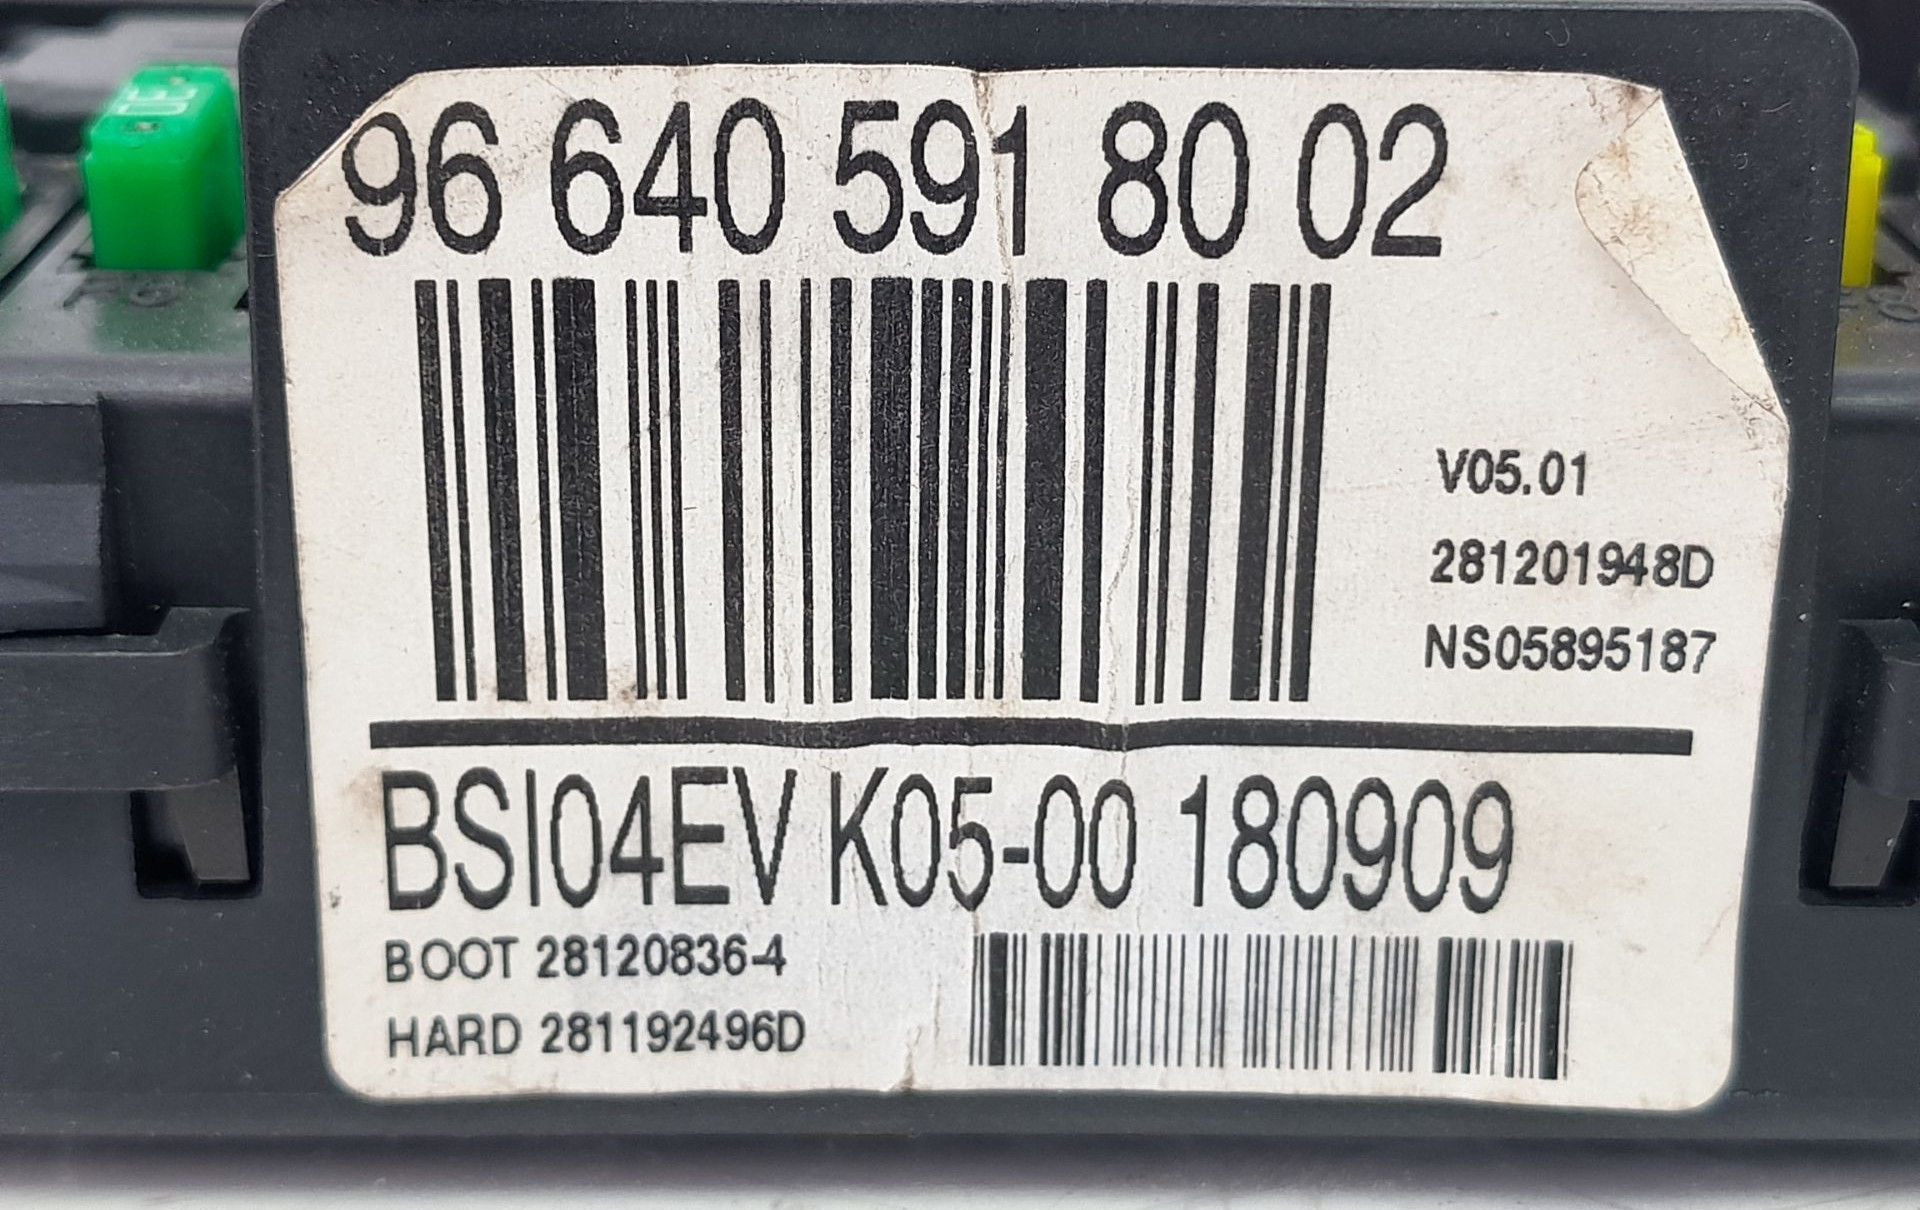 96 640 591 80 02
V05.01
281201948D
NS05895187
BSI04EV K05-00 180909
BOOT 28120836-4
HARD 281192496D